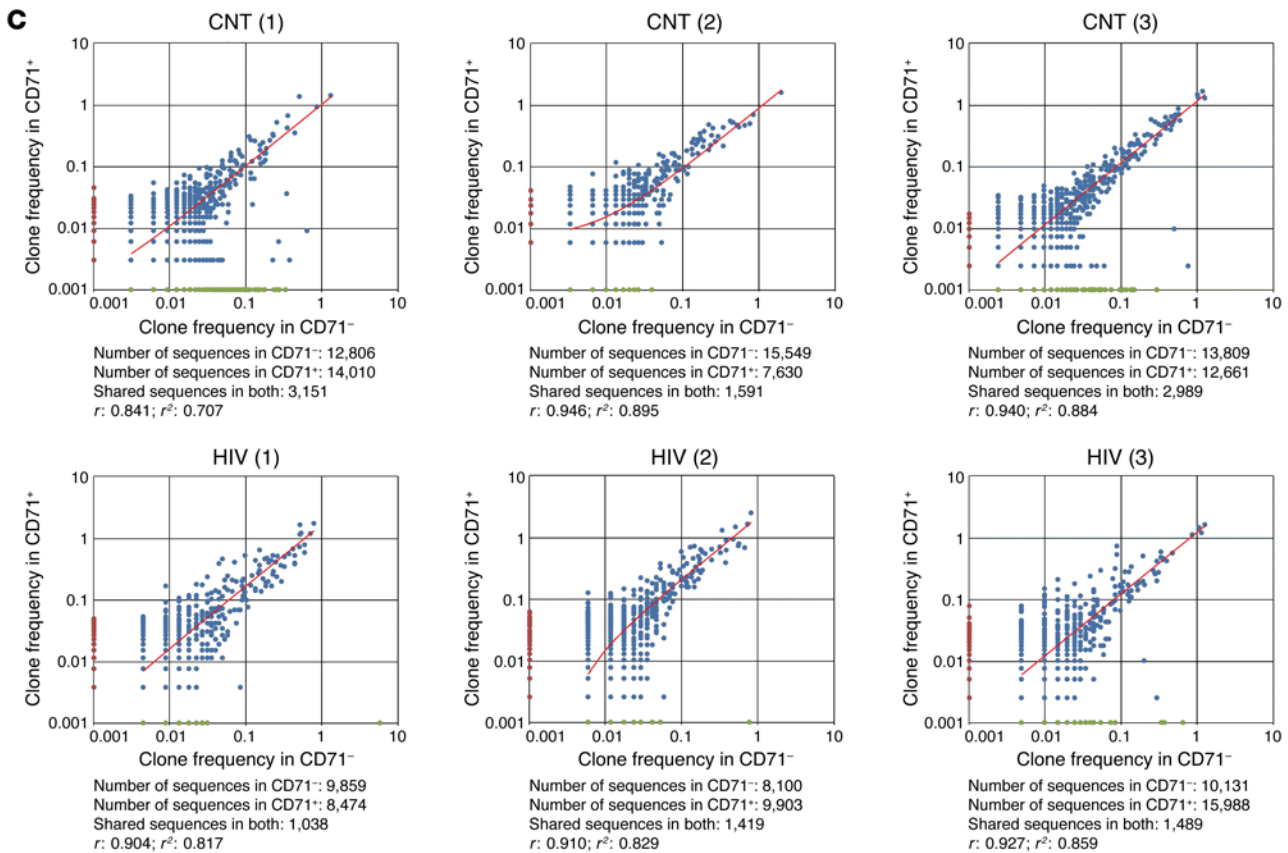 C
CNT (1)
CNT (2)
CNT (3)
Clone frequency in CD71⁺
10
1
0.1
0.01
0.001
0.001
0.01
0.1
1
10
Clone frequency in CD71⁻
Number of sequences in CD71⁻: 12,806
Number of sequences in CD71⁺: 14,010
Shared sequences in both: 3,151
r: 0.841; r²: 0.707
Clone frequency in CD71⁺
10
1
0.1
0.01
0.001
0.001
0.01
0.1
1
10
Clone frequency in CD71⁻
Number of sequences in CD71⁻: 15,549
Number of sequences in CD71⁺: 7,630
Shared sequences in both: 1,591
r: 0.946; r²: 0.895
Clone frequency in CD71⁺
10
1
0.1
0.01
0.001
0.001
0.01
0.1
1
10
Clone frequency in CD71⁻
Number of sequences in CD71⁻: 13,809
Number of sequences in CD71⁺: 12,661
Shared sequences in both: 2,989
r: 0.940; r²: 0.884
HIV (1)
HIV (2)
HIV (3)
Clone frequency in CD71⁺
10
1
0.1
0.01
0.001
0.001
0.01
0.1
1
10
Clone frequency in CD71⁻
Number of sequences in CD71⁻: 9,859
Number of sequences in CD71⁺: 8,474
Shared sequences in both: 1,038
r: 0.904; r²: 0.817
Clone frequency in CD71⁺
10
1
0.1
0.01
0.001
0.001
0.01
0.1
1
10
Clone frequency in CD71⁻
Number of sequences in CD71⁻: 8,100
Number of sequences in CD71⁺: 9,903
Shared sequences in both: 1,419
r: 0.910; r²: 0.829
Clone frequency in CD71⁺
10
1
0.1
0.01
0.001
0.001
0.01
0.1
1
10
Clone frequency in CD71⁻
Number of sequences in CD71⁻: 10,131
Number of sequences in CD71⁺: 15,988
Shared sequences in both: 1,489
r: 0.927; r²: 0.859